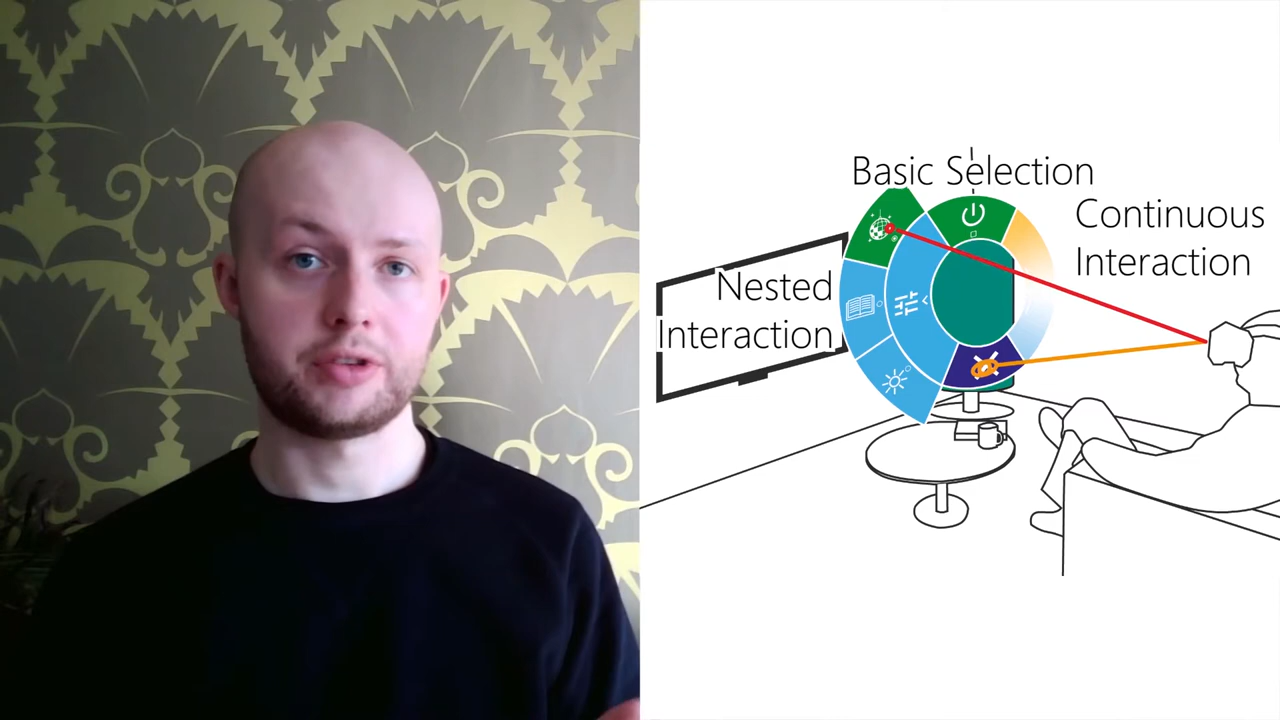 Basic Selection
Continuous
Interaction
Nested
Interaction